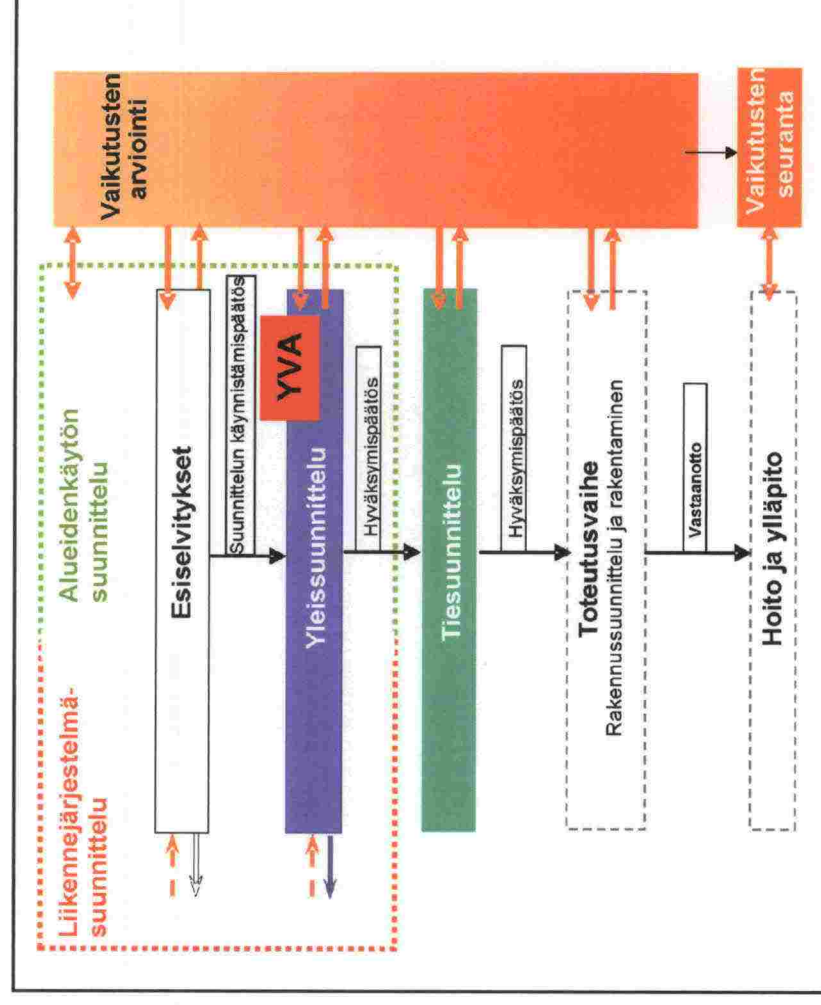 Liikennejärjestelmä-
suunnittelu
Alueidenkäytön
suunnittelu
Vaikutusten
arviointi
Esiselvitykset
Suunnittelun käynnistämispäätös
YVA
Yleissuunnittelu
Hyväksymispäätös
Tiesuunnittelu
Hyväksymispäätös
Toteutusvaihe
Rakennussuunnittelu ja rakentaminen
Vastaanotto
Hoito ja ylläpito
Vaikutusten
seuranta